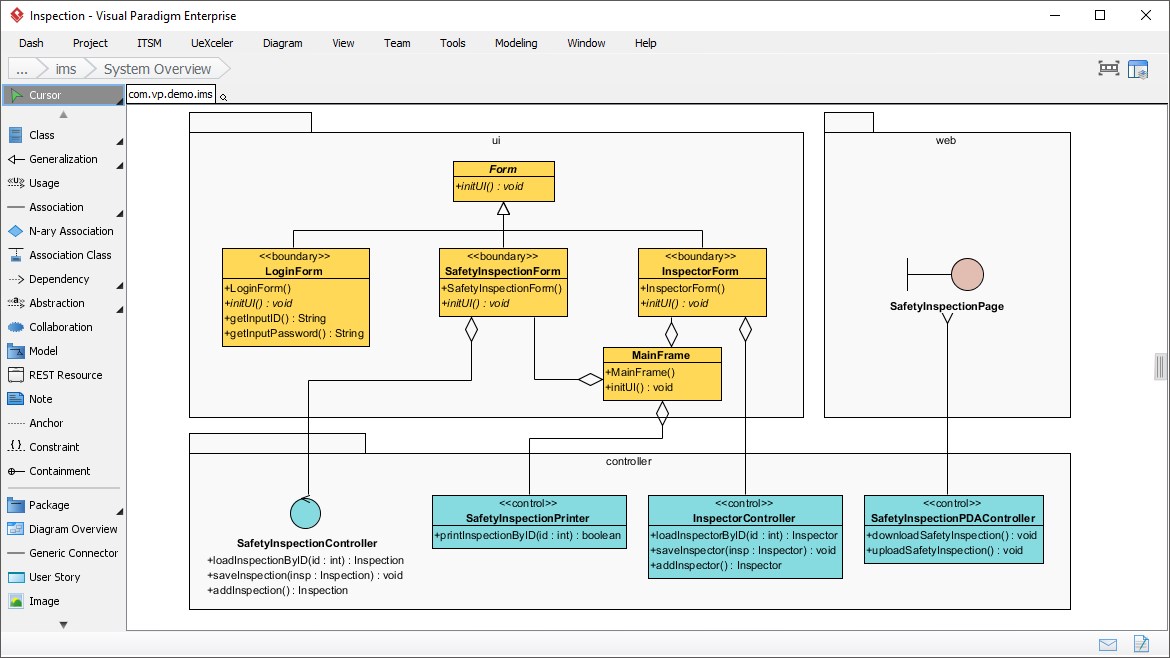 Inspection - Visual Paradigm Enterprise
Dash Project ITSM UeXceler Diagram View Team Tools Modeling Window Help
... ims System Overview
Cursor
com.vp.demo.ims
Class
Generalization
Usage
Association
N-ary Association
Association Class
Dependency
Abstraction
Collaboration
Model
REST Resource
Note
Anchor
Constraint
Containment
Package
Diagram Overview
Generic Connector
User Story
Image
ui
Form
+initUI() : void
<<boundary>>
LoginForm
+LoginForm()
+initUI() : void
+getInputID() : String
+getInputPassword() : String
<<boundary>>
SafetyInspectionForm
+SafetyInspectionForm()
+initUI() : void
<<boundary>>
InspectorForm
+InspectorForm()
+initUI() : void
MainFrame
+MainFrame()
+initUI() : void
web
SafetyInspectionPage
controller
SafetyInspectionController
+loadInspectionByID(id : int) : Inspection
+saveInspection(insp : Inspection) : void
+addInspection() : Inspection
<<control>>
SafetyInspectionPrinter
+printInspectionByID(id : int) : boolean
<<control>>
InspectorController
+loadInspectorByID(id : int) : Inspector
+saveInspector(insp : Inspector) : void
+addInspector() : Inspector
<<control>>
SafetyInspectionPDAController
+downloadSafetyInspection() : void
+uploadSafetyInspection() : void